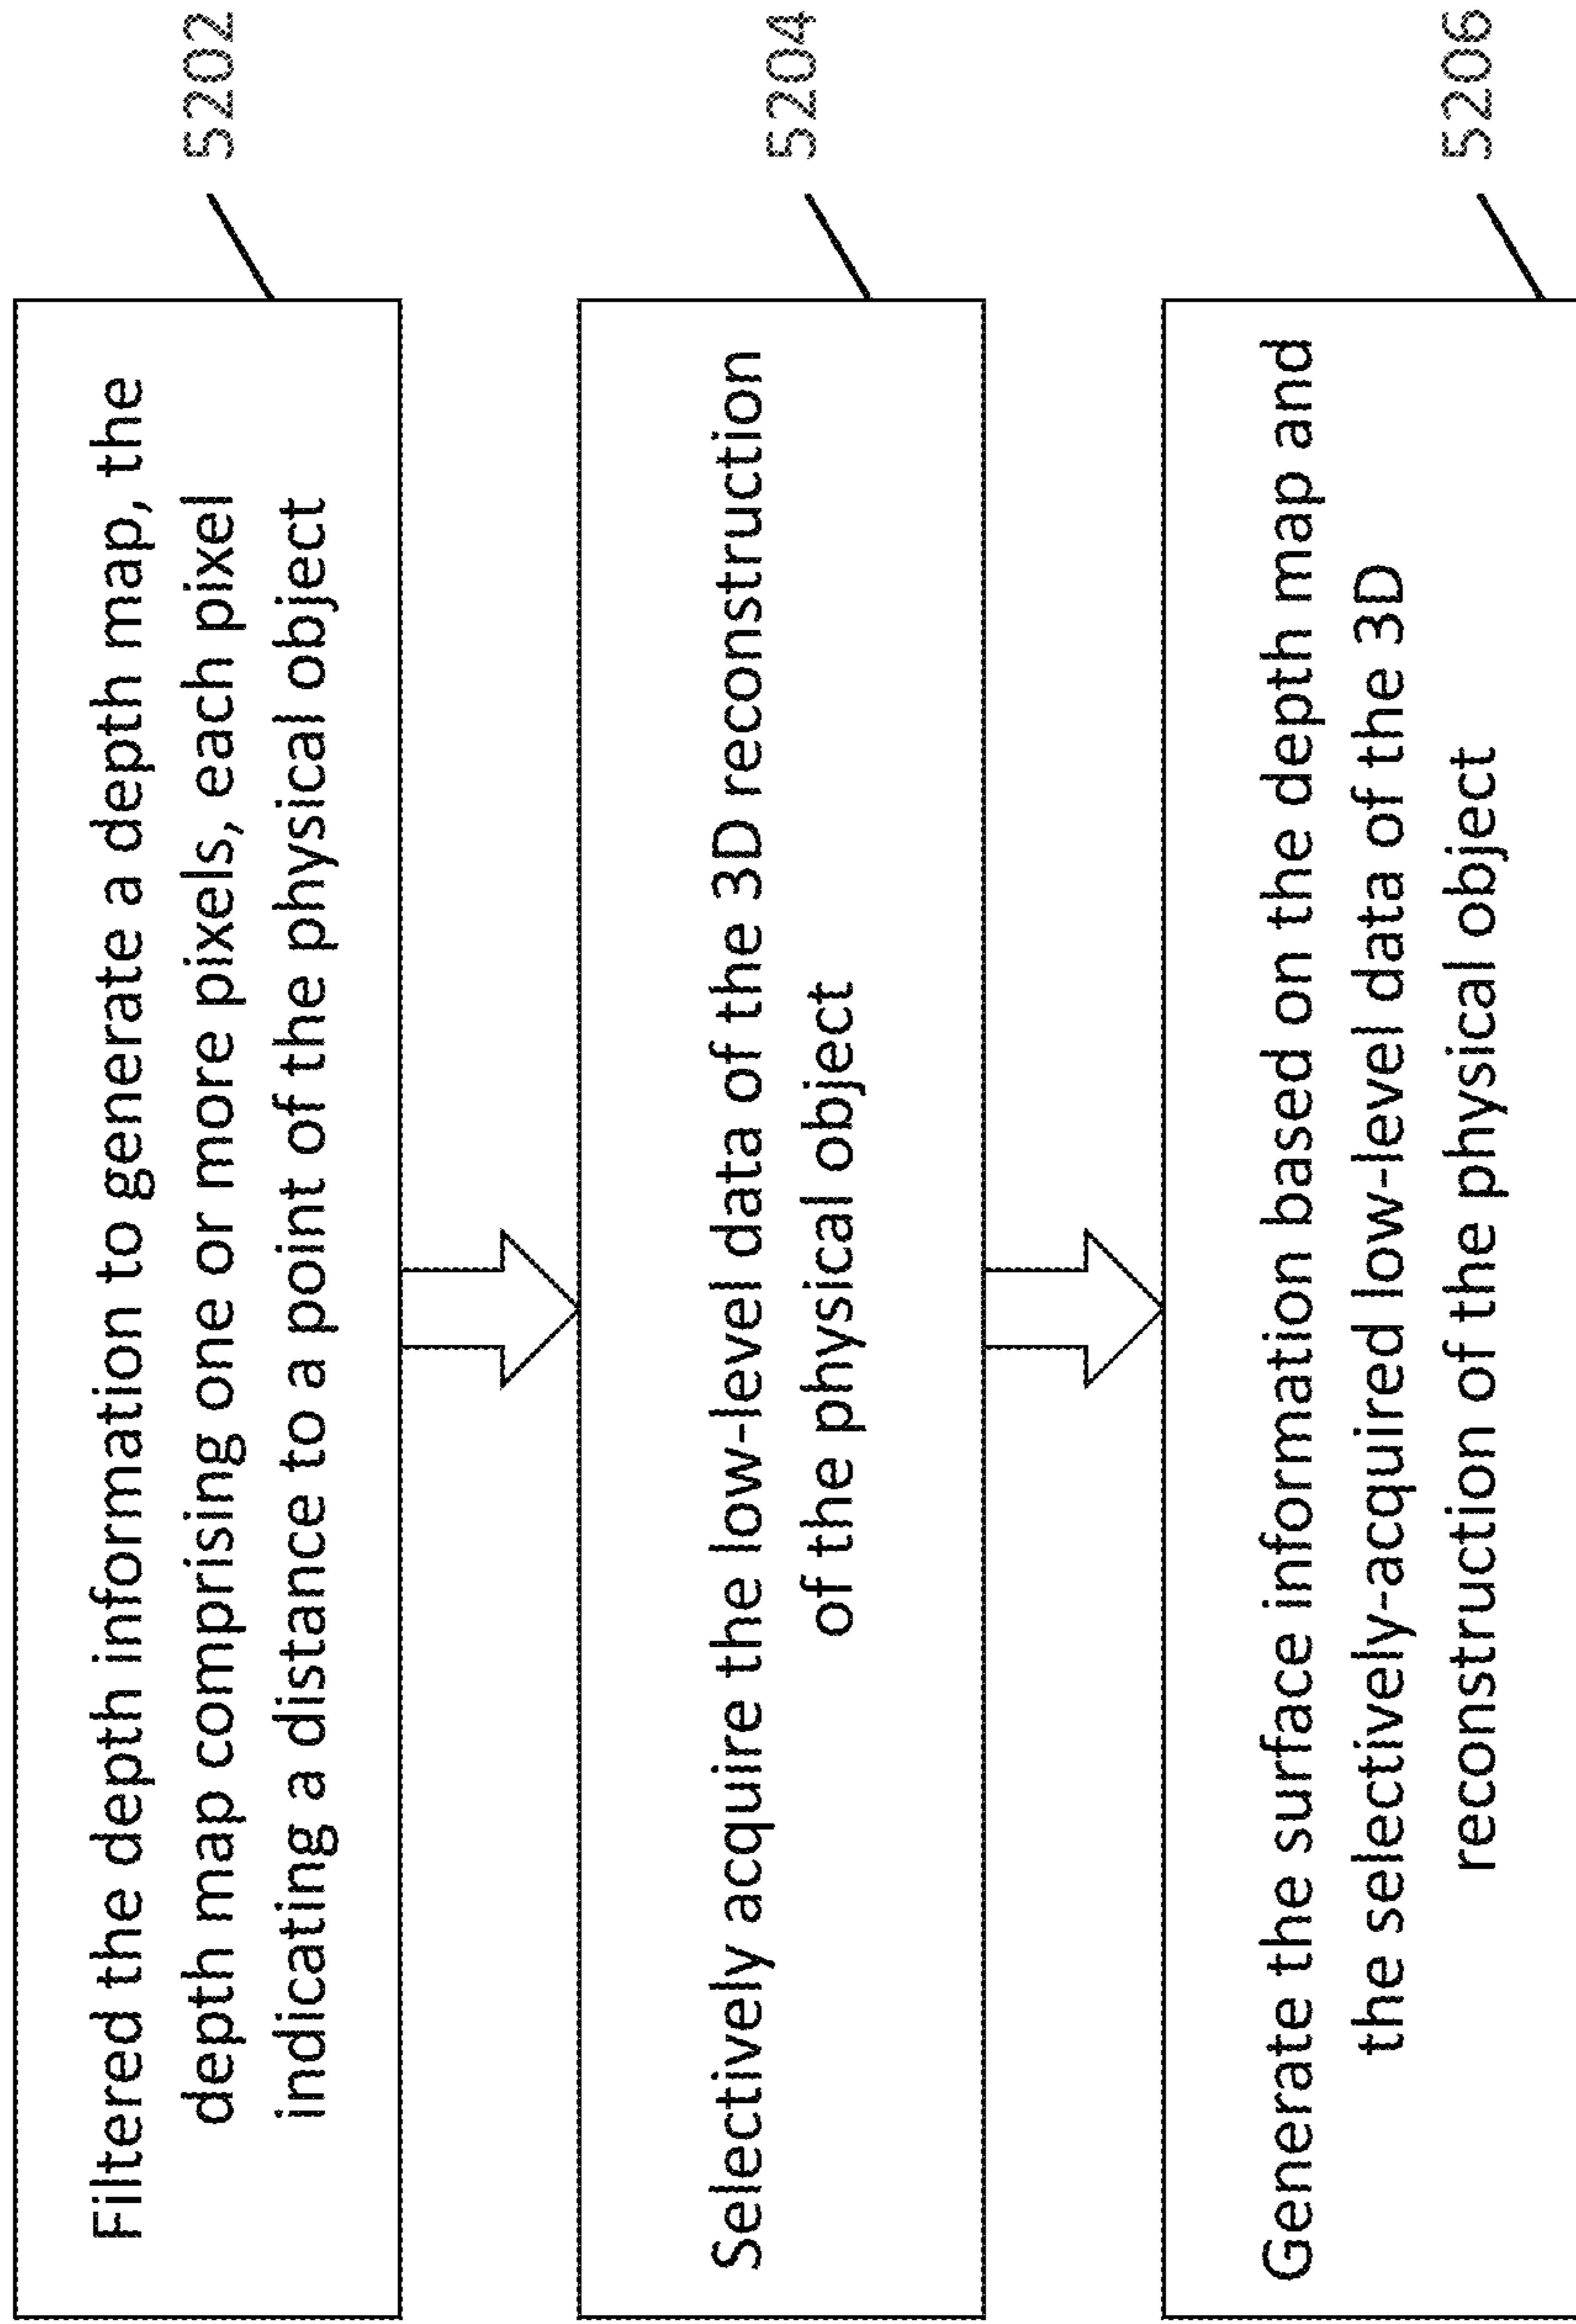 Filtered the depth information to generate a depth map, the
depth map comprising one or more pixels, each pixel
indicating a distance to a point of the physical object
5202
Selectively acquire the low-level data of the 3D reconstruction
of the physical object
5204
Generate the surface information based on the depth map and
the selectively-acquired low-level data of the 3D
reconstruction of the physical object
5206